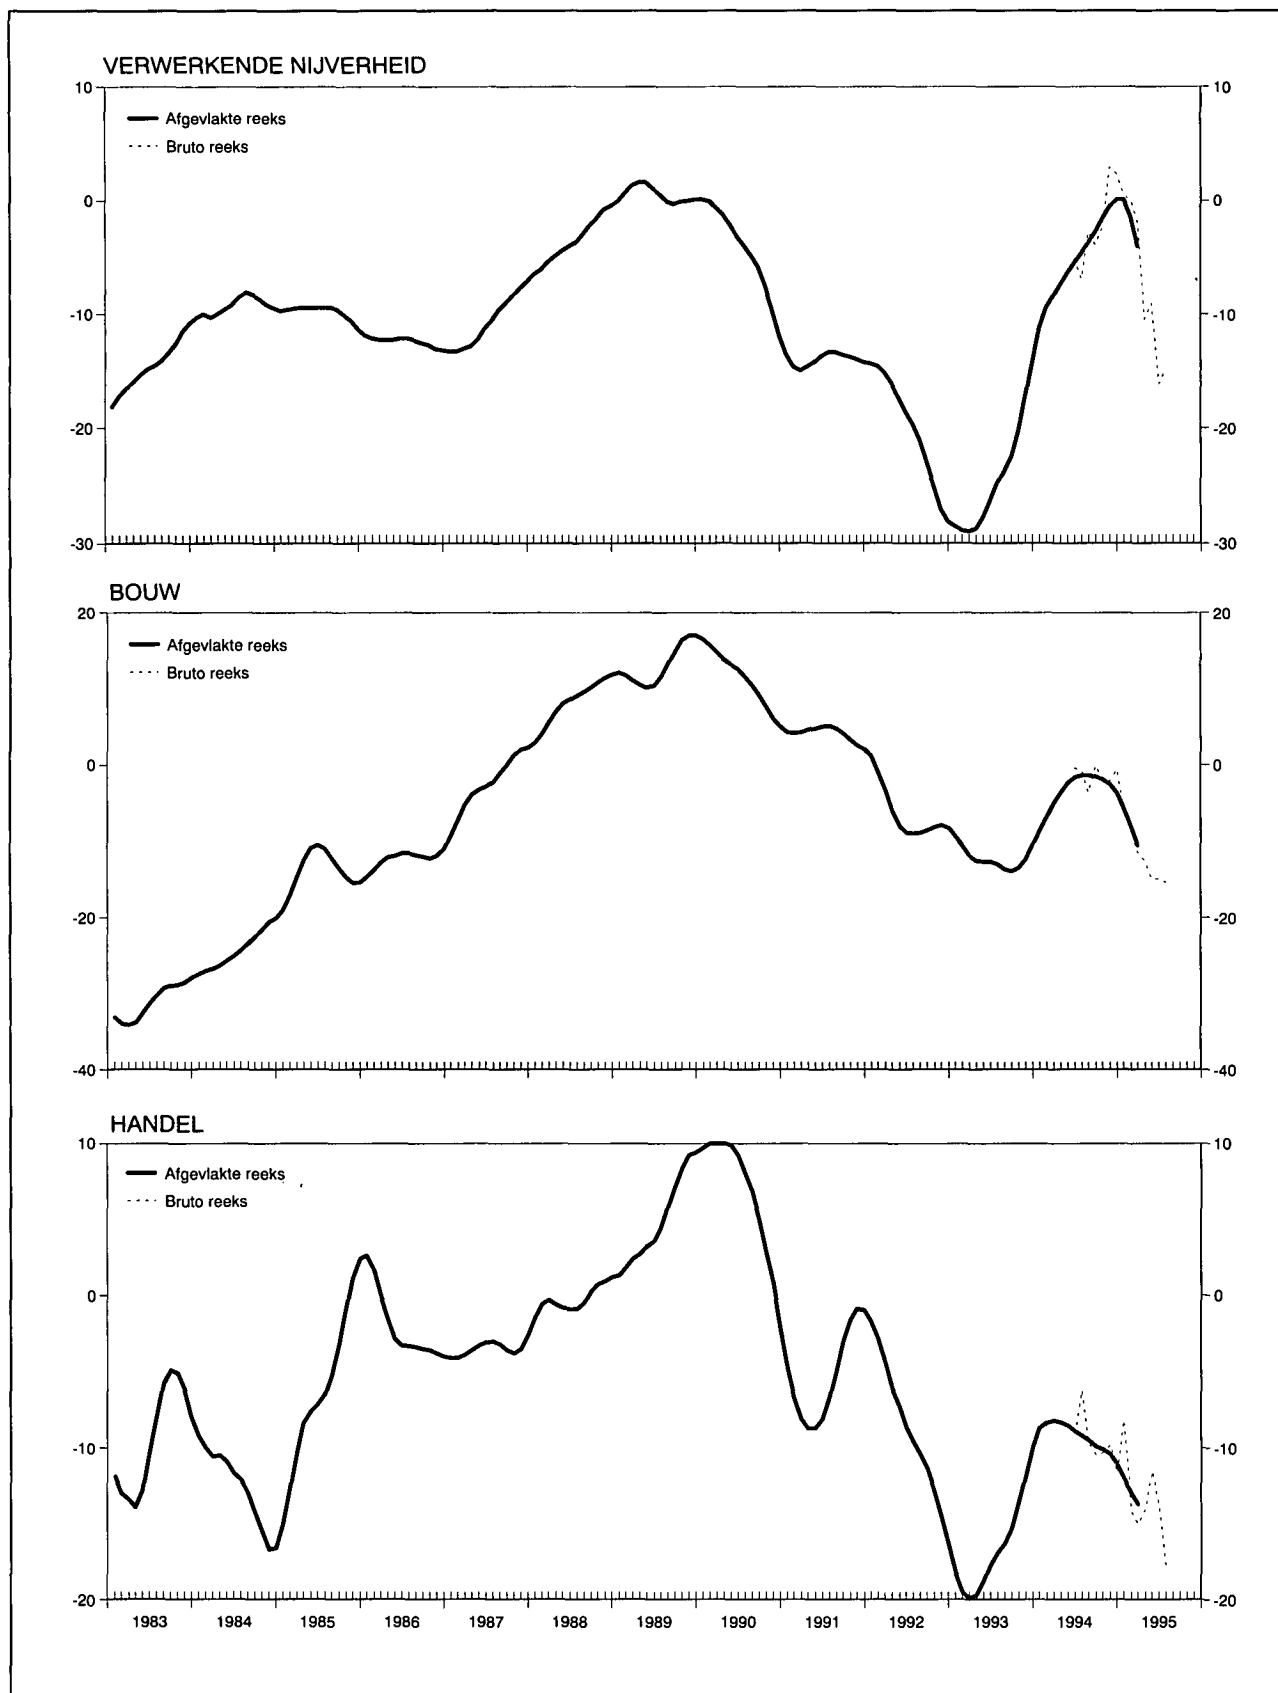 VERWERKENDE NIJVERHEID
10
10
Afgevlakte reeks
Bruto reeks
0
0
-10
-10
-20
-20
-30
-30
BOUW
20
20
Afgevlakte reeks
Bruto reeks
0
0
-20
-20
-40
-40
HANDEL
10
10
Afgevlakte reeks
Bruto reeks
0
0
-10
-10
-20
-20
1983 1984 1985 1986 1987 1988 1989 1990 1991 1992 1993 1994 1995